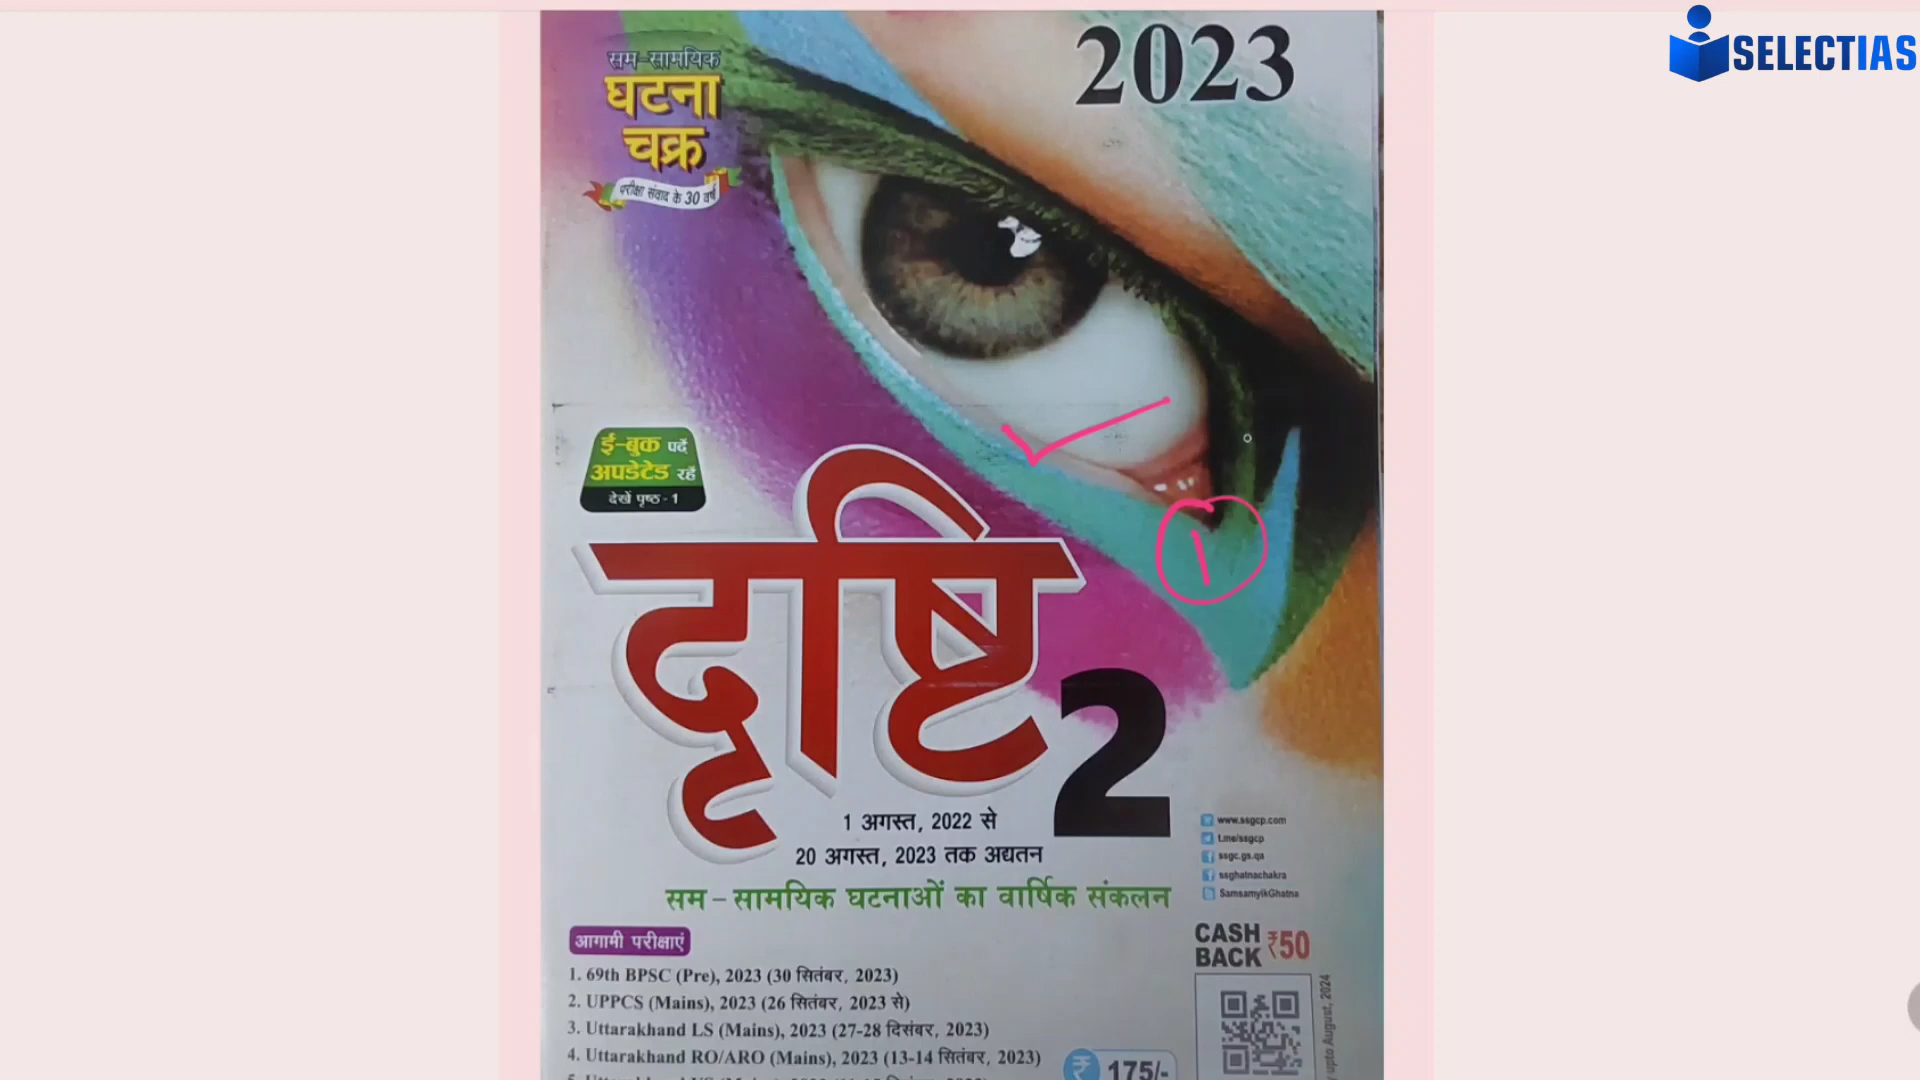 SELECTIAS
2023
सम-सामयिक
घटना
चक्र
परीक्षा संवाद के 30 वर्ष
ई-बुक पढ़ें
अपडेटेड रहें
देखें पृष्ठ-1
1
दृष्टि 2
1 अगस्त, 2022 से
20 अगस्त, 2023 तक अद्यतन
सम-सामयिक घटनाओं का वार्षिक संकलन
www.ssgcp.com
t.me/ssgcp
ssgc.gs.qa
ssghatnachakra
SamsamyikGhatna
आगामी परीक्षाएं
1. 69th BPSC (Pre), 2023 (30 सितंबर, 2023)
2. UPPCS (Mains), 2023 (26 सितंबर, 2023 से)
3. Uttarakhand LS (Mains), 2023 (27-28 दिसंबर, 2023)
4. Uttarakhand RO/ARO (Mains), 2023 (13-14 सितंबर, 2023)
CASH
BACK ₹50
upto August, 2024
₹ 175/-